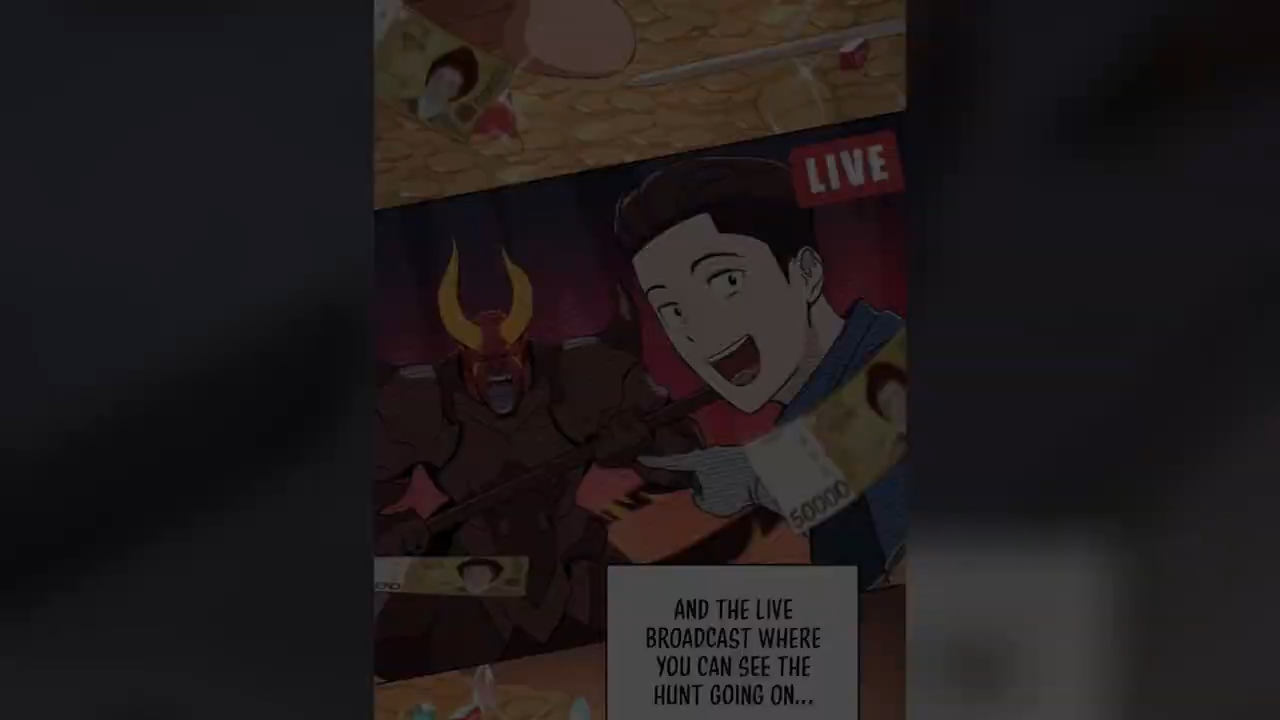 LIVE
50000
AND THE LIVE
BROADCAST WHERE
YOU CAN SEE THE
HUNT GOING ON...